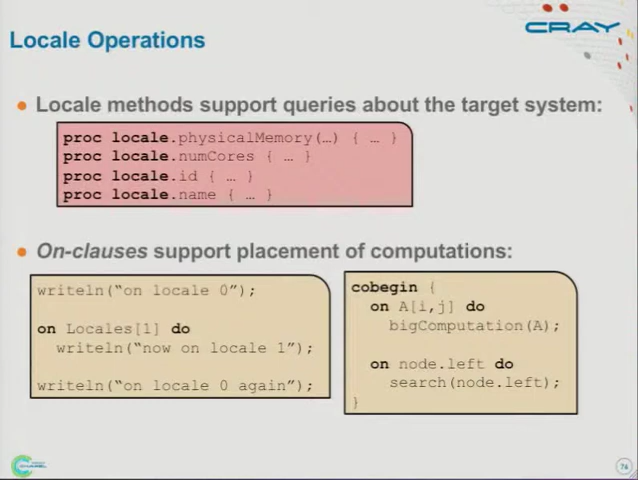 CRAY
Locale Operations
● Locale methods support queries about the target system:
proc locale.physicalMemory(…) { … }
proc locale.numCores { … }
proc locale.id { … }
proc locale.name { … }
● On-clauses support placement of computations:
writeln(“on locale 0”);
on Locales[1] do
writeln(“now on locale 1”);
writeln(“on locale 0 again”);
cobegin {
on A[i,j] do
bigComputation(A);
on node.left do
search(node.left);
}